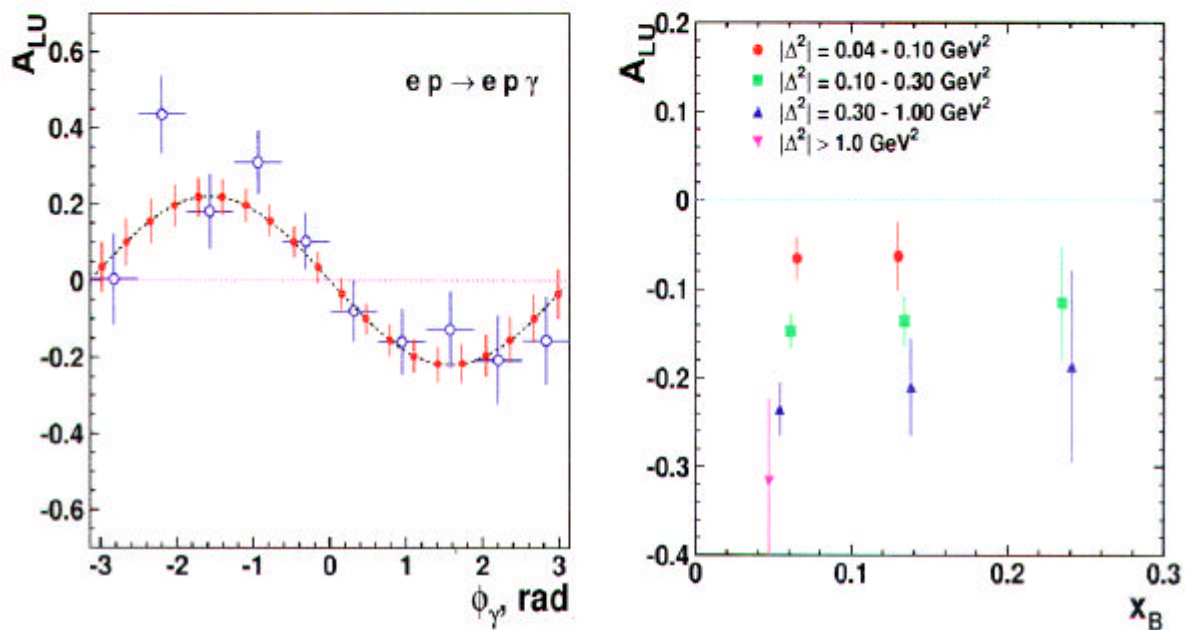 A_LU
0.6
0.4
0.2
0
-0.2
-0.4
-0.6
e p → e p γ
-3 -2 -1 0 1 2 3
ϕ_γ, rad
A_LU
0.2
0
-0.1
-0.2
-0.3
-0.4
|Δ²| = 0.04 - 0.10 GeV²
|Δ²| = 0.10 - 0.30 GeV²
|Δ²| = 0.30 - 1.00 GeV²
|Δ²| > 1.0 GeV²
0 0.1 0.2 0.3
x_B